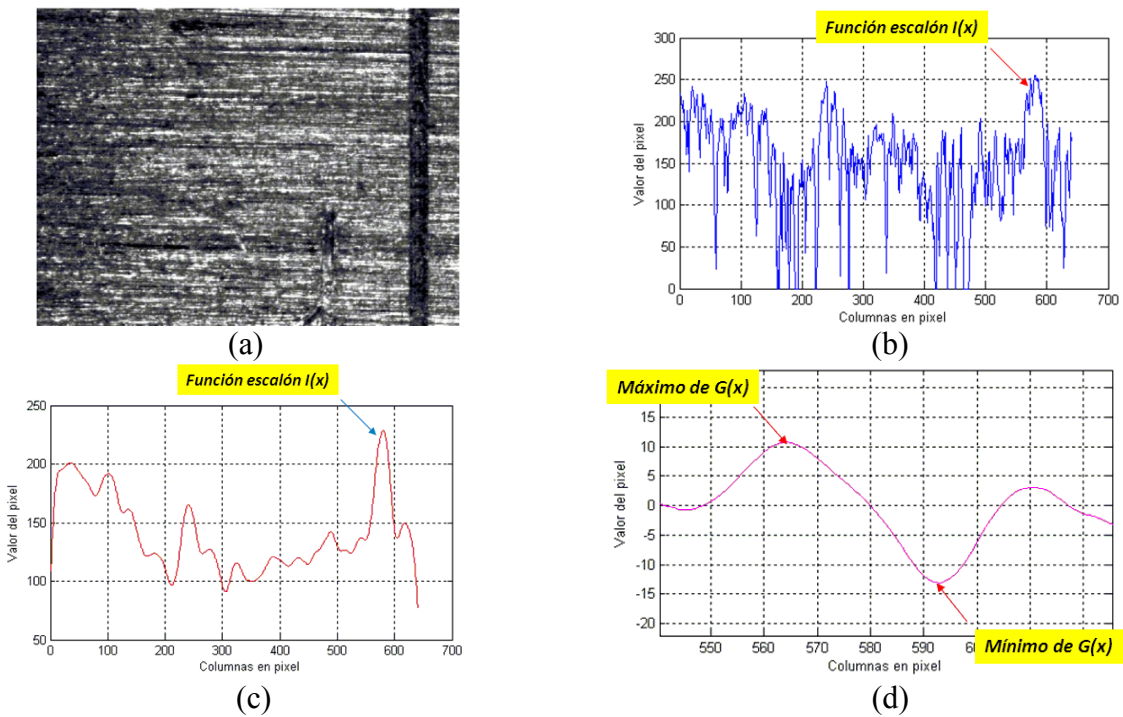 (a)
Función escalón I(x)
300
250
200
150
100
50
0
Valor del pixel
0 100 200 300 400 500 600 700
Columnas en pixel
(b)
Función escalón I(x)
250
200
150
100
50
Valor del pixel
0 100 200 300 400 500 600 700
Columnas en pixel
(c)
Máximo de G(x)
15
10
5
0
-5
-10
-15
-20
Valor del pixel
550 560 570 580 590
Columnas en pixel
Mínimo de G(x)
(d)